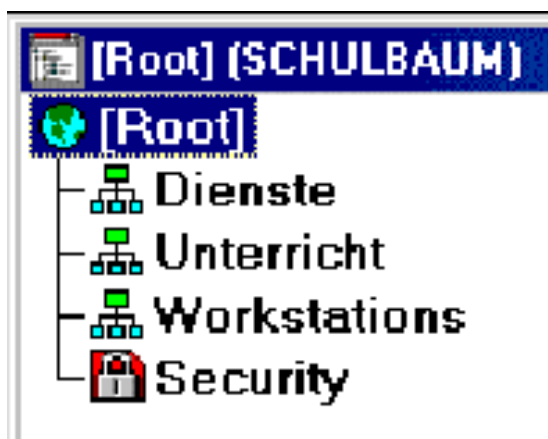 [Root] (SCHULBAUM)
[Root]
Dienste
Unterricht
Workstations
Security